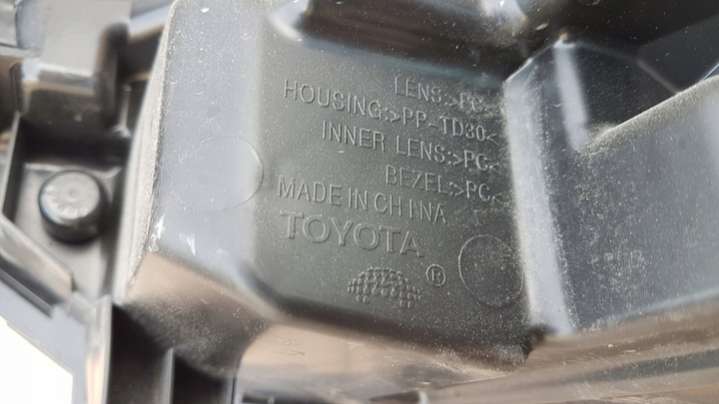 LENS:>PC<
HOUSING:>PP-TD30<
INNER LENS:>PC<
BEZEL>PC<
MADE IN CHINA
TOYOTA
®